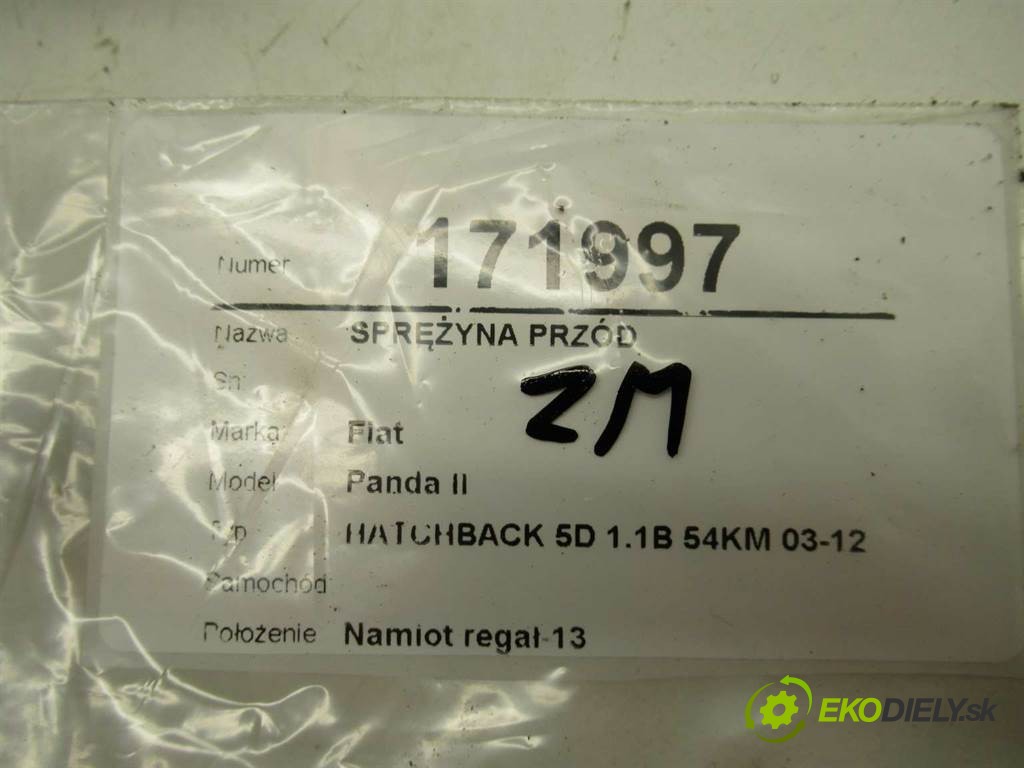 Numer 171997
Nazwa SPRĘŻYNA PRZÓD
Sn
ZM
Marka: Fiat
Model Panda II
Typ HATCHBACK 5D 1.1B 54KM 03-12
Samochód
Położenie Namiot regał 13
EKODIELY.sk